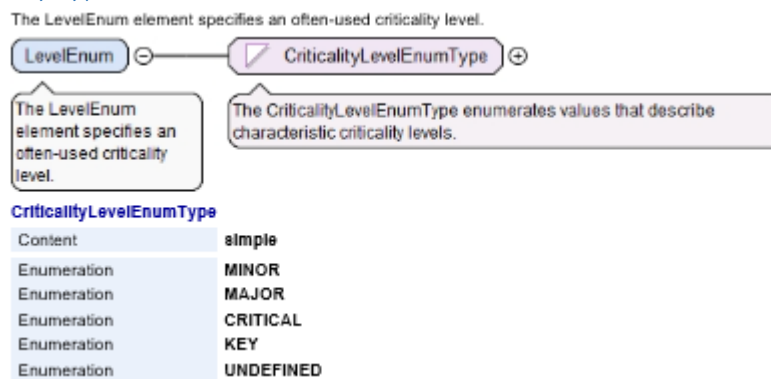 The LevelEnum element specifies an often-used criticality level.
LevelEnum CriticalityLevelEnumType
The LevelEnum
element specifies an
often-used criticality
level.
The CriticalityLevelEnumType enumerates values that describe
characteristic criticality levels.
CriticalityLevelEnumType
Content simple
Enumeration MINOR
Enumeration MAJOR
Enumeration CRITICAL
Enumeration KEY
Enumeration UNDEFINED